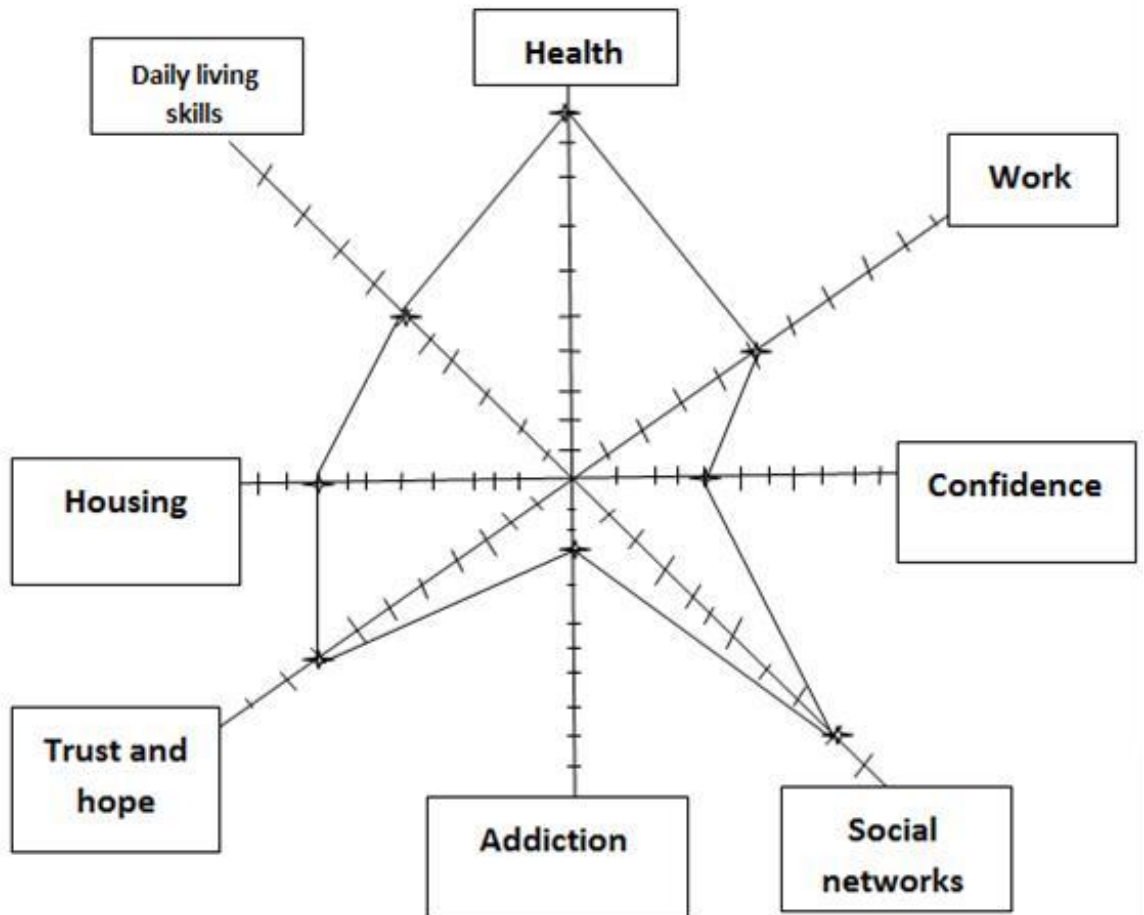 Health
Daily living
skills
Work
Housing
Confidence
Trust and
hope
Addiction
Social
networks